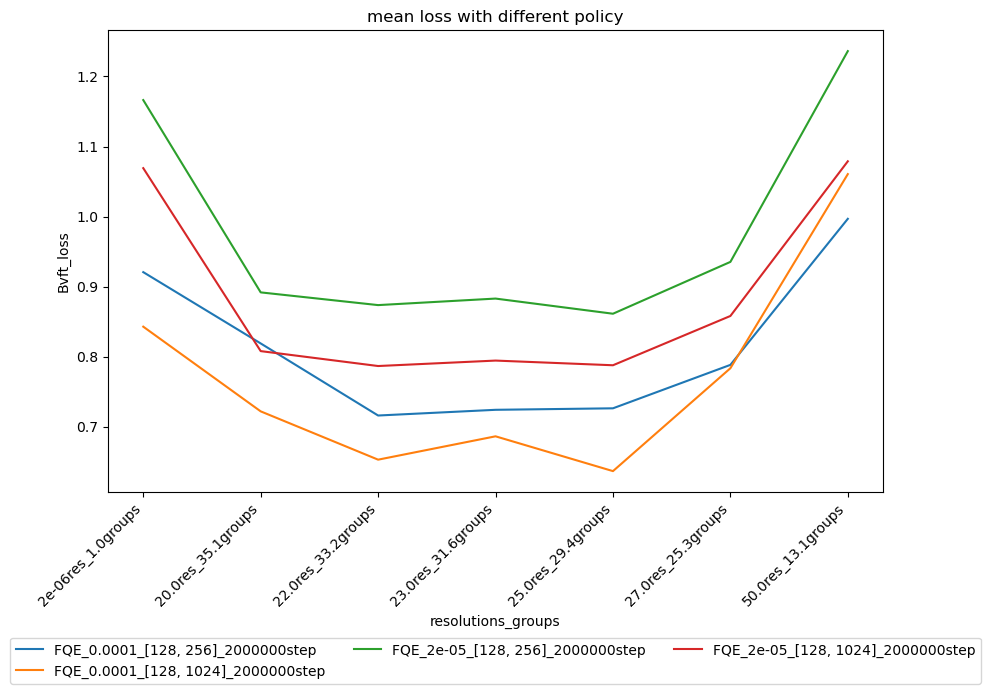 mean loss with different policy
Bvft_loss
1.2
1.1
1.0
0.9
0.8
0.7
2e-06res_1.0groups
20.0res_35.1groups
22.0res_33.2groups
23.0res_31.6groups
25.0res_29.4groups
27.0res_25.3groups
50.0res_13.1groups
resolutions_groups
FQE_0.0001_[128, 256]_2000000step
FQE_0.0001_[128, 1024]_2000000step
FQE_2e-05_[128, 256]_2000000step
FQE_2e-05_[128, 1024]_2000000step